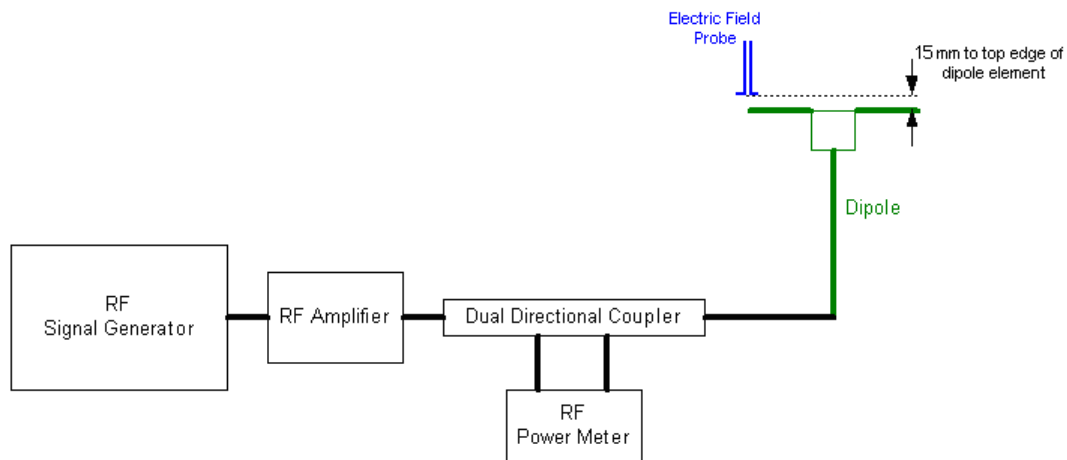 Electric Field
Probe
15 mm to top edge of
dipole element
Dipole
RF
Signal Generator
RF Amplifier
Dual Directional Coupler
RF
Power Meter